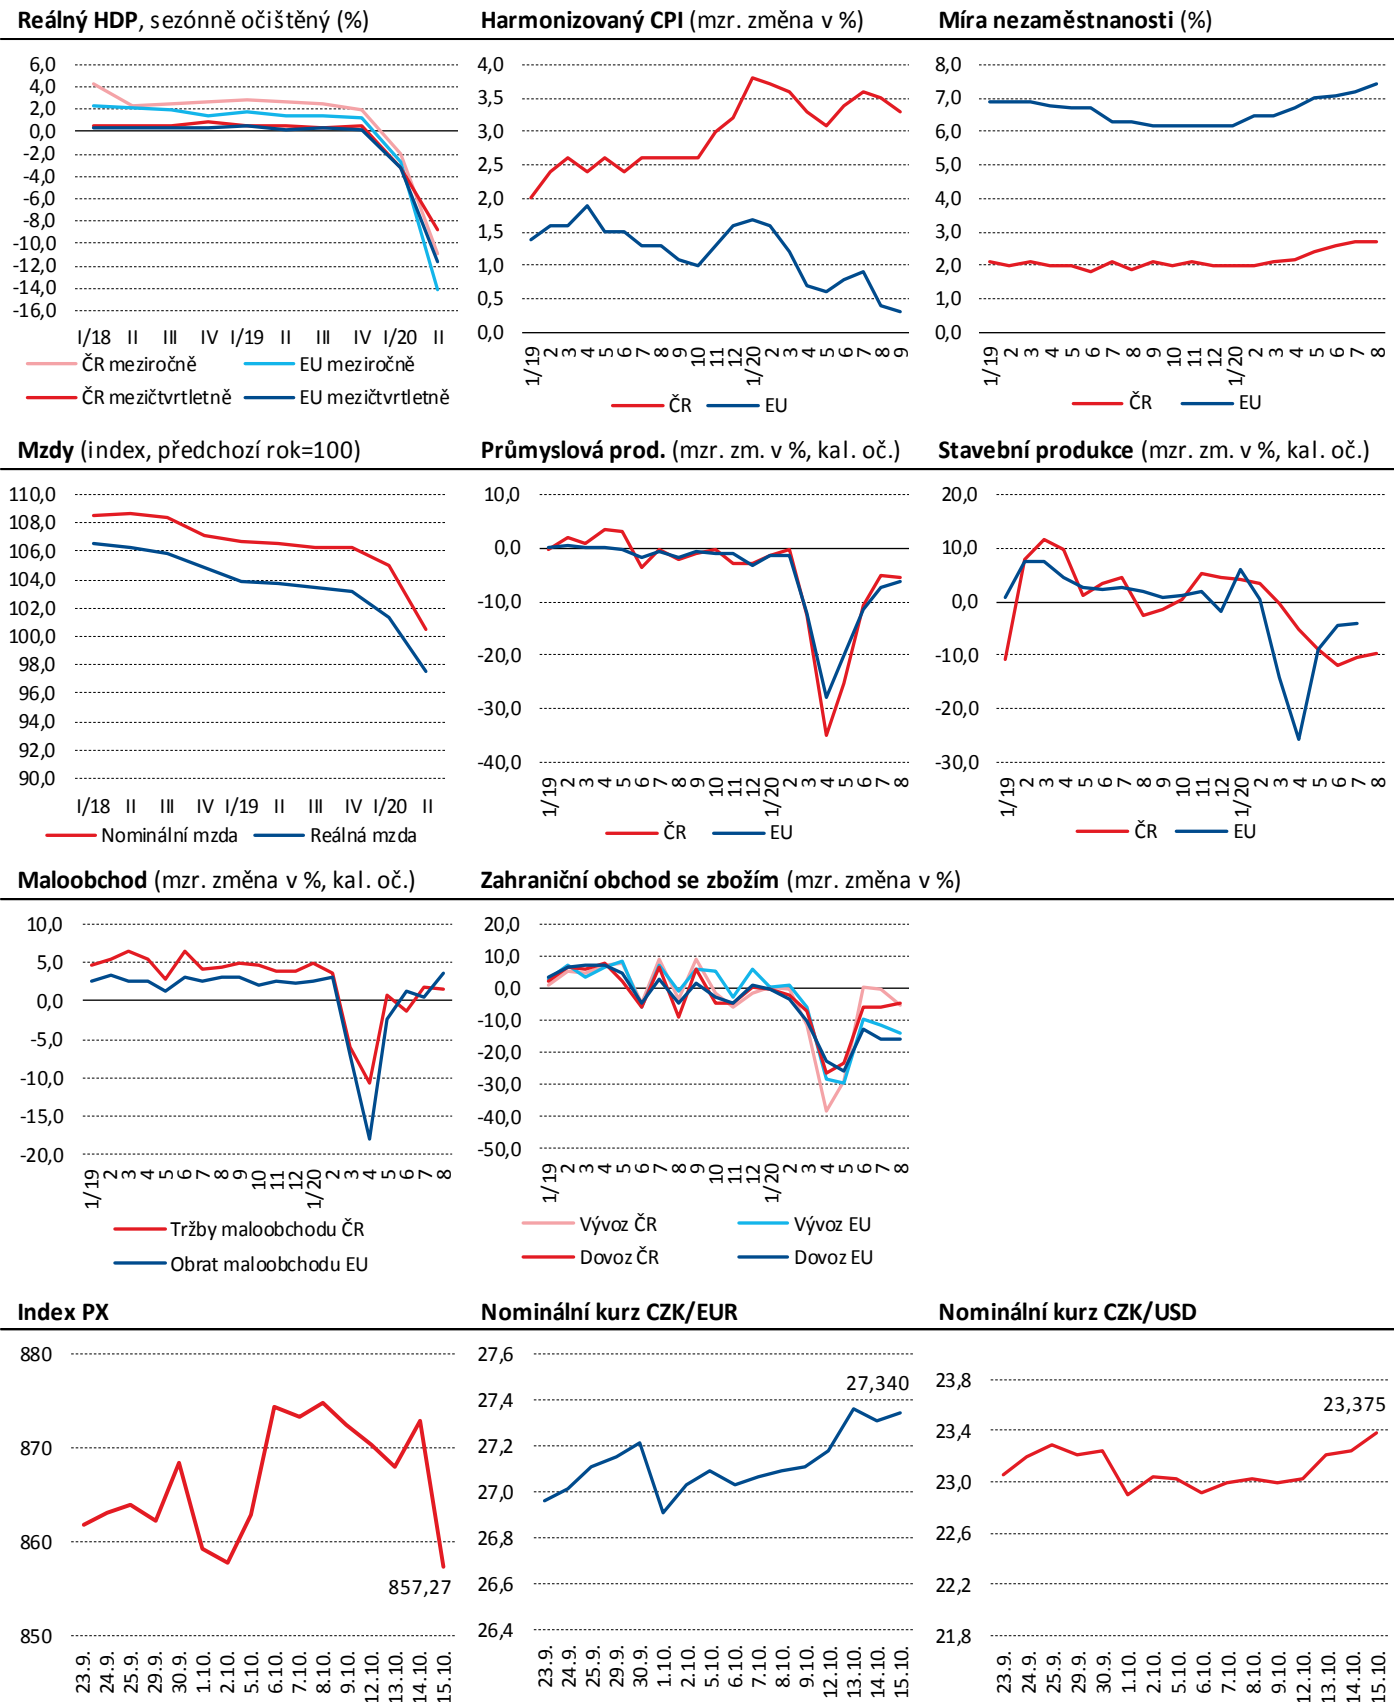 Reálný HDP, sezónně očištěný (%)
6,0
4,0
2,0
0,0
-2,0
-4,0
-6,0
-8,0
-10,0
-12,0
-14,0
-16,0
I/18 II III IV I/19 II III IV I/20 II
ČR meziročně EU meziročně
ČR mezičtvrtletně EU mezičtvrtletně
Harmonizovaný CPI (mzr. změna v %)
4,0
3,5
3,0
2,5
2,0
1,5
1,0
0,5
0,0
1/19 2 3 4 5 6 7 8 9 10 11 12 1/20 2 3 4 5 6 7 8 9
ČR EU
Míra nezaměstnanosti (%)
8,0
7,0
6,0
5,0
4,0
3,0
2,0
1,0
0,0
1/19 2 3 4 5 6 7 8 9 10 11 12 1/20 2 3 4 5 6 7 8
ČR EU
Mzdy (index, předchozí rok=100)
110,0
108,0
106,0
104,0
102,0
100,0
98,0
96,0
94,0
92,0
90,0
I/18 II III IV I/19 II III IV I/20 II
Nominální mzda Reálná mzda
Průmyslová prod. (mzr. zm. v %, kal. oč.)
10,0
0,0
-10,0
-20,0
-30,0
-40,0
1/19 2 3 4 5 6 7 8 9 10 11 12 1/20 2 3 4 5 6 7 8
ČR EU
Stavební produkce (mzr. zm. v %, kal. oč.)
20,0
10,0
0,0
-10,0
-20,0
-30,0
1/19 2 3 4 5 6 7 8 9 10 11 12 1/20 2 3 4 5 6 7 8
ČR EU
Maloobchod (mzr. změna v %, kal. oč.)
10,0
5,0
0,0
-5,0
-10,0
-15,0
-20,0
1/19 2 3 4 5 6 7 8 9 10 11 12 1/20 2 3 4 5 6 7 8
Tržby maloobchodu ČR
Obrat maloobchodu EU
Zahraniční obchod se zbožím (mzr. změna v %)
20,0
10,0
0,0
-10,0
-20,0
-30,0
-40,0
-50,0
1/19 2 3 4 5 6 7 8 9 10 11 12 1/20 2 3 4 5 6 7 8
Vývoz ČR Vývoz EU
Dovoz ČR Dovoz EU
Index PX
880
870
860
850
857,27
23.9. 24.9. 25.9. 29.9. 30.9. 1.10. 2.10. 5.10. 6.10. 7.10. 8.10. 9.10. 12.10. 13.10. 14.10. 15.10.
Nominální kurz CZK/EUR
27,6
27,4
27,2
27,0
26,8
26,6
26,4
27,340
23.9. 24.9. 25.9. 29.9. 30.9. 1.10. 2.10. 5.10. 6.10. 7.10. 8.10. 9.10. 12.10. 13.10. 14.10. 15.10.
Nominální kurz CZK/USD
23,8
23,4
23,0
22,6
22,2
21,8
23,375
23.9. 24.9. 25.9. 29.9. 30.9. 1.10. 2.10. 5.10. 6.10. 7.10. 8.10. 9.10. 12.10. 13.10. 14.10. 15.10.